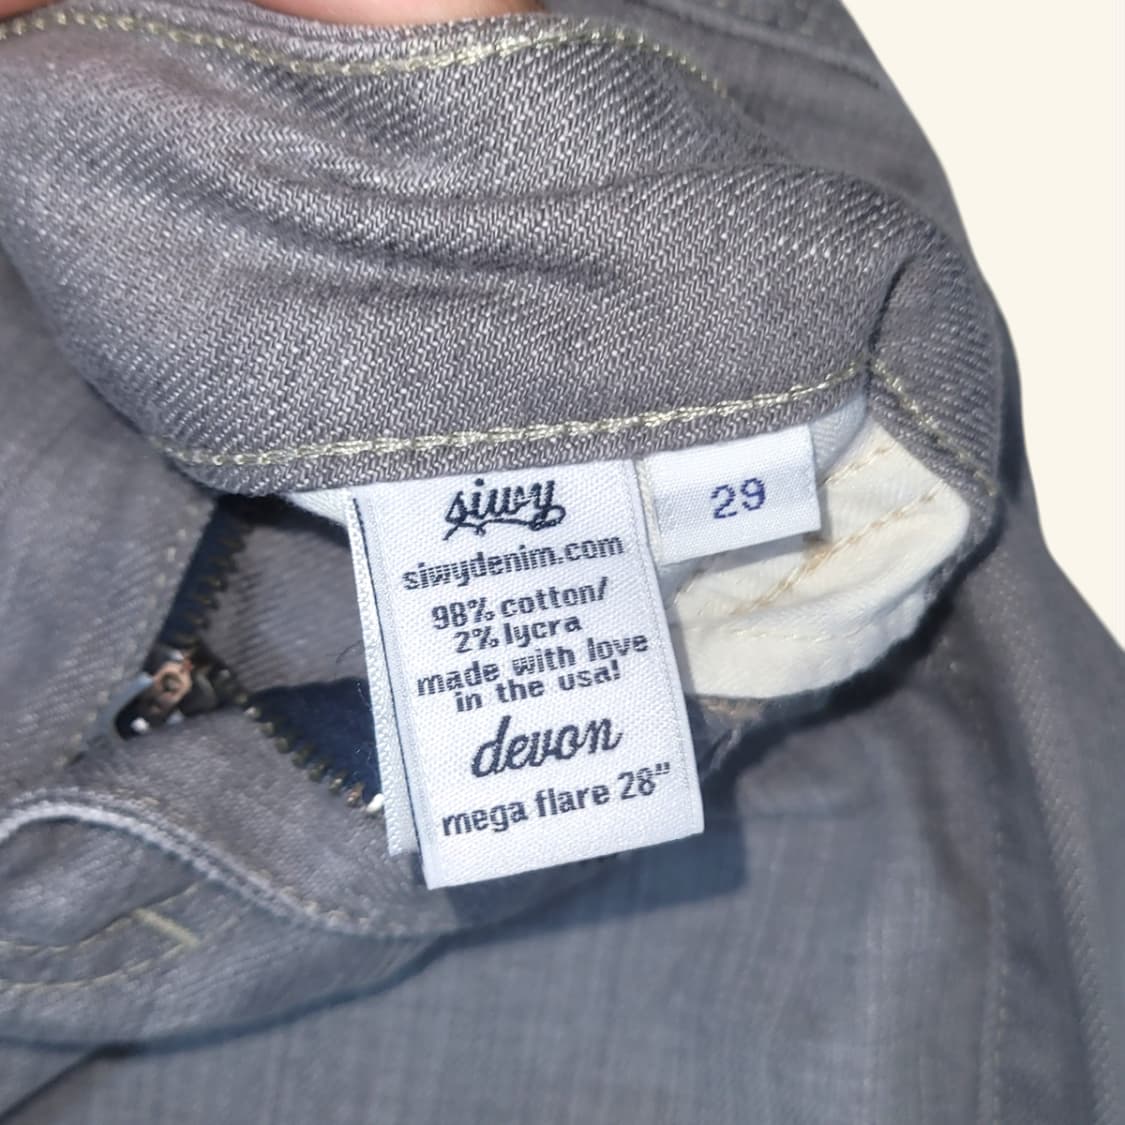 siwy
siwydenim.com
98% cotton/
2% lycra
made with love
in the usa!
devon
mega flare 28"
29